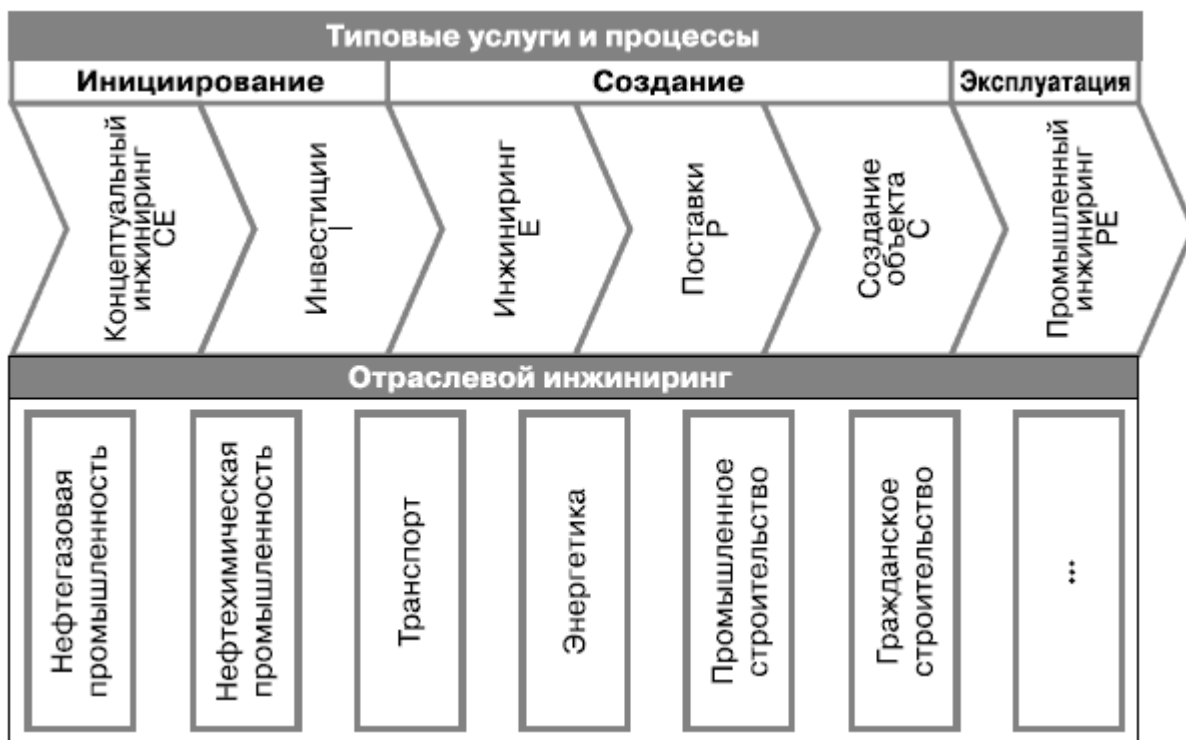 Типовые услуги и процессы
Инициирование
Создание
Эксплуатация
Концептуальный
инжиниринг
CE
Инвестиции
I
Инжиниринг
E
Поставки
P
Создание
объекта
C
Промышленный
инжиниринг
PE
Отраслевой инжиниринг
Нефтегазовая
промышленность
Нефтехимическая
промышленность
Транспорт
Энергетика
Промышленное
строительство
Гражданское
строительство
...